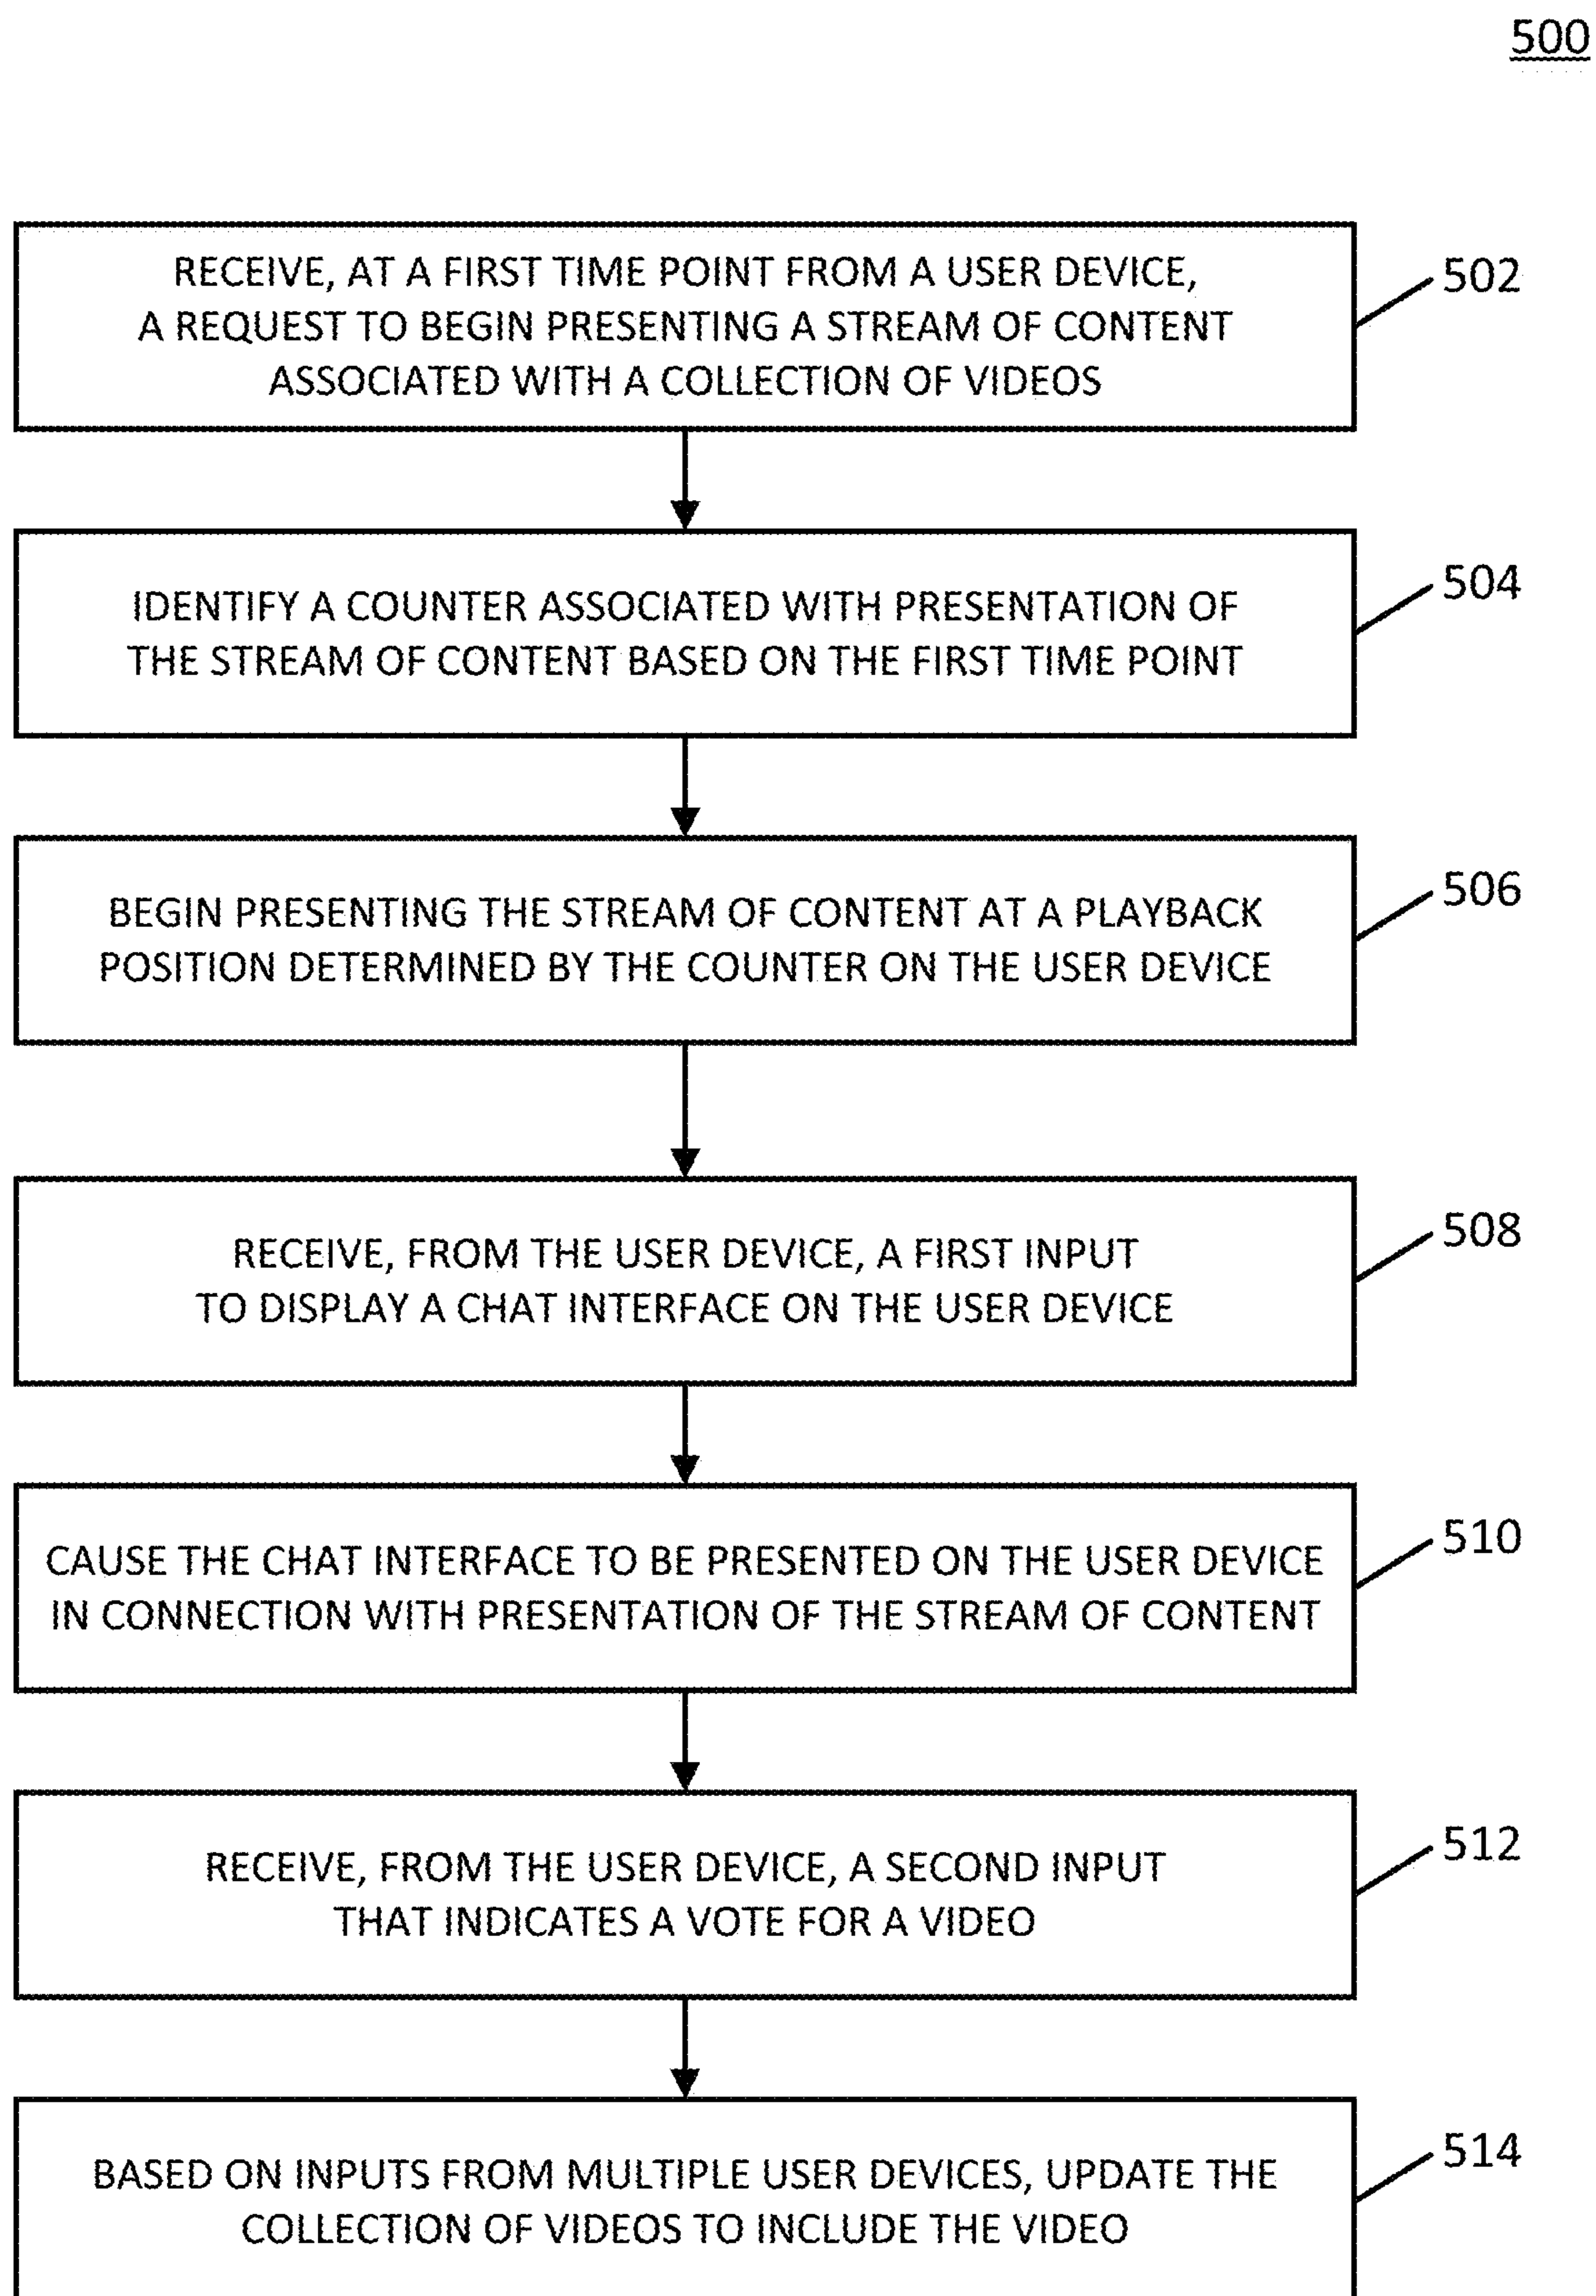 500
RECEIVE, AT A FIRST TIME POINT FROM A USER DEVICE,
A REQUEST TO BEGIN PRESENTING A STREAM OF CONTENT
ASSOCIATED WITH A COLLECTION OF VIDEOS
502
IDENTIFY A COUNTER ASSOCIATED WITH PRESENTATION OF
THE STREAM OF CONTENT BASED ON THE FIRST TIME POINT
504
BEGIN PRESENTING THE STREAM OF CONTENT AT A PLAYBACK
POSITION DETERMINED BY THE COUNTER ON THE USER DEVICE
506
RECEIVE, FROM THE USER DEVICE, A FIRST INPUT
TO DISPLAY A CHAT INTERFACE ON THE USER DEVICE
508
CAUSE THE CHAT INTERFACE TO BE PRESENTED ON THE USER DEVICE
IN CONNECTION WITH PRESENTATION OF THE STREAM OF CONTENT
510
RECEIVE, FROM THE USER DEVICE, A SECOND INPUT
THAT INDICATES A VOTE FOR A VIDEO
512
BASED ON INPUTS FROM MULTIPLE USER DEVICES, UPDATE THE
COLLECTION OF VIDEOS TO INCLUDE THE VIDEO
514